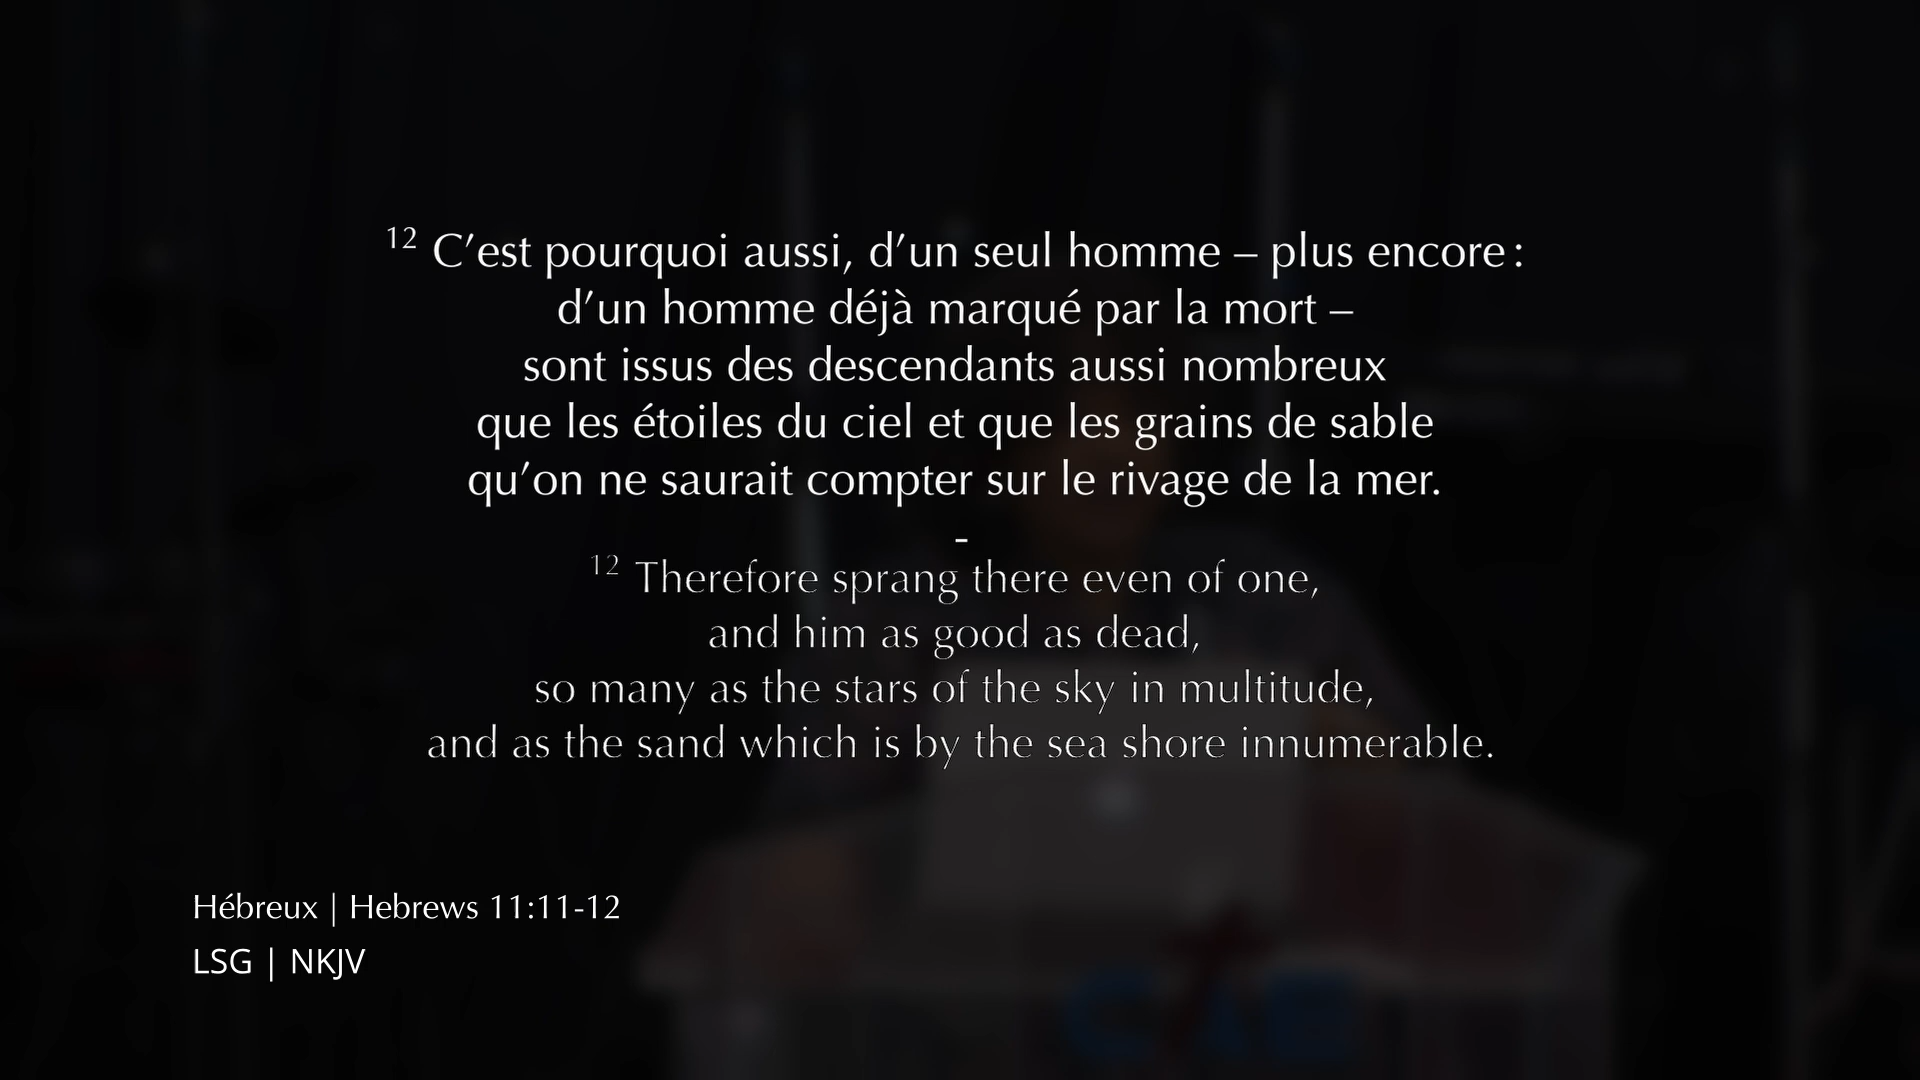 12 C’est pourquoi aussi, d’un seul homme – plus encore :
d’un homme déjà marqué par la mort –
sont issus des descendants aussi nombreux
que les étoiles du ciel et que les grains de sable
qu’on ne saurait compter sur le rivage de la mer.
-
12 Therefore sprang there even of one,
and him as good as dead,
so many as the stars of the sky in multitude,
and as the sand which is by the sea shore innumerable.
Hébreux | Hebrews 11:11-12
LSG | NKJV